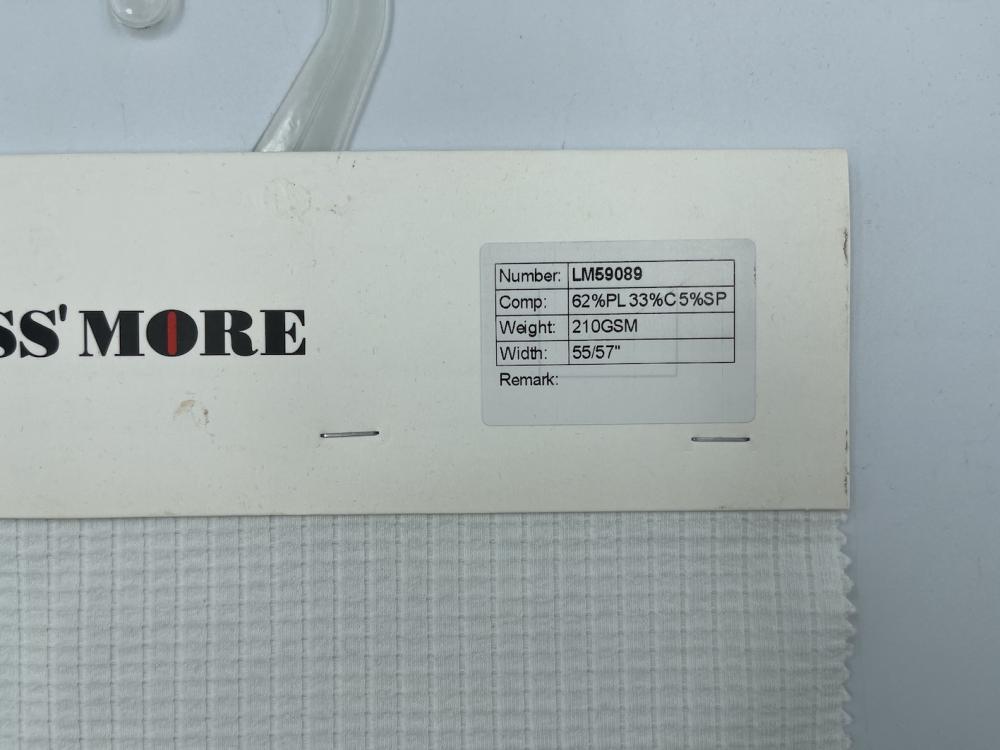 SS' MORE
Number: LM59089
Comp: 62%PL 33%C 5%SP
Weight: 210GSM
Width: 55/57"
Remark: